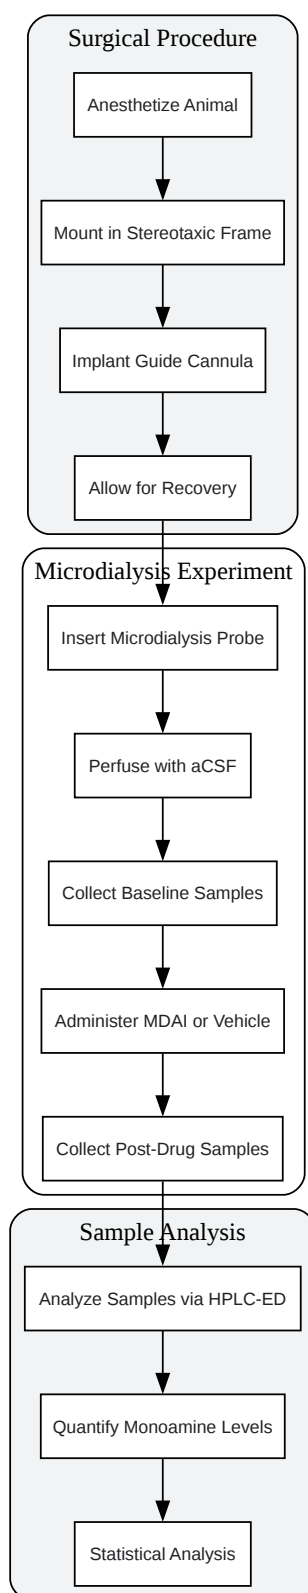 Surgical Procedure
Anesthetize Animal
Mount in Stereotaxic Frame
Implant Guide Cannula
Allow for Recovery
Microdialysis Experiment
Insert Microdialysis Probe
Perfuse with aCSF
Collect Baseline Samples
Administer MDAI or Vehicle
Collect Post-Drug Samples
Sample Analysis
Analyze Samples via HPLC-ED
Quantify Monoamine Levels
Statistical Analysis